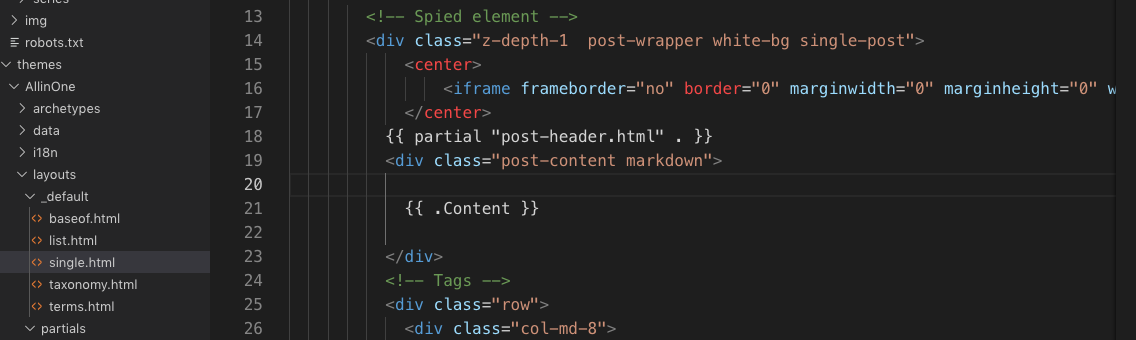 series
img
robots.txt
themes
AllinOne
archetypes
data
i18n
layouts
_default
baseof.html
list.html
single.html
taxonomy.html
terms.html
partials
13 <!-- Spied element -->
14 <div class="z-depth-1  post-wrapper white-bg single-post">
15 <center>
16 <iframe frameborder="no" border="0" marginwidth="0" marginheight="0" w
17 </center>
18 {{ partial "post-header.html" . }}
19 <div class="post-content markdown">
20
21 {{ .Content }}
22
23 </div>
24 <!-- Tags -->
25 <div class="row">
26 <div class="col-md-8">